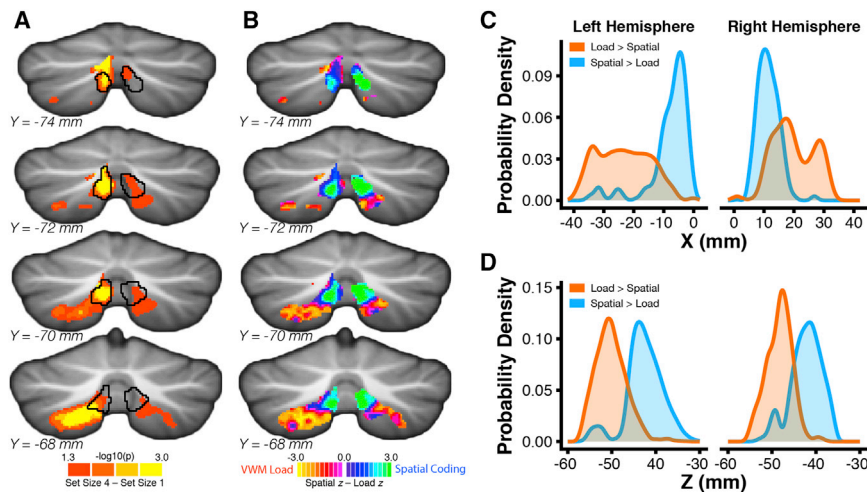 A
B
C
D
Y = -74 mm
Y = -72 mm
Y = -70 mm
Y = -68 mm
1.3 -log10(p) 3.0
Set Size 4 – Set Size 1
Y = -74 mm
Y = -72 mm
Y = -70 mm
Y = -68 mm
VWM Load
-3.0 0.0 3.0
Spatial Coding
Spatial z – Load z
Left Hemisphere Right Hemisphere
Load > Spatial
Spatial > Load
Probability Density
0.09
0.06
0.03
0.00
-40 -30 -20 -10 0
0 10 20 30 40
X (mm)
Load > Spatial
Spatial > Load
Probability Density
0.15
0.10
0.05
0.00
-60 -50 -40 -30
-60 -50 -40 -30
Z (mm)